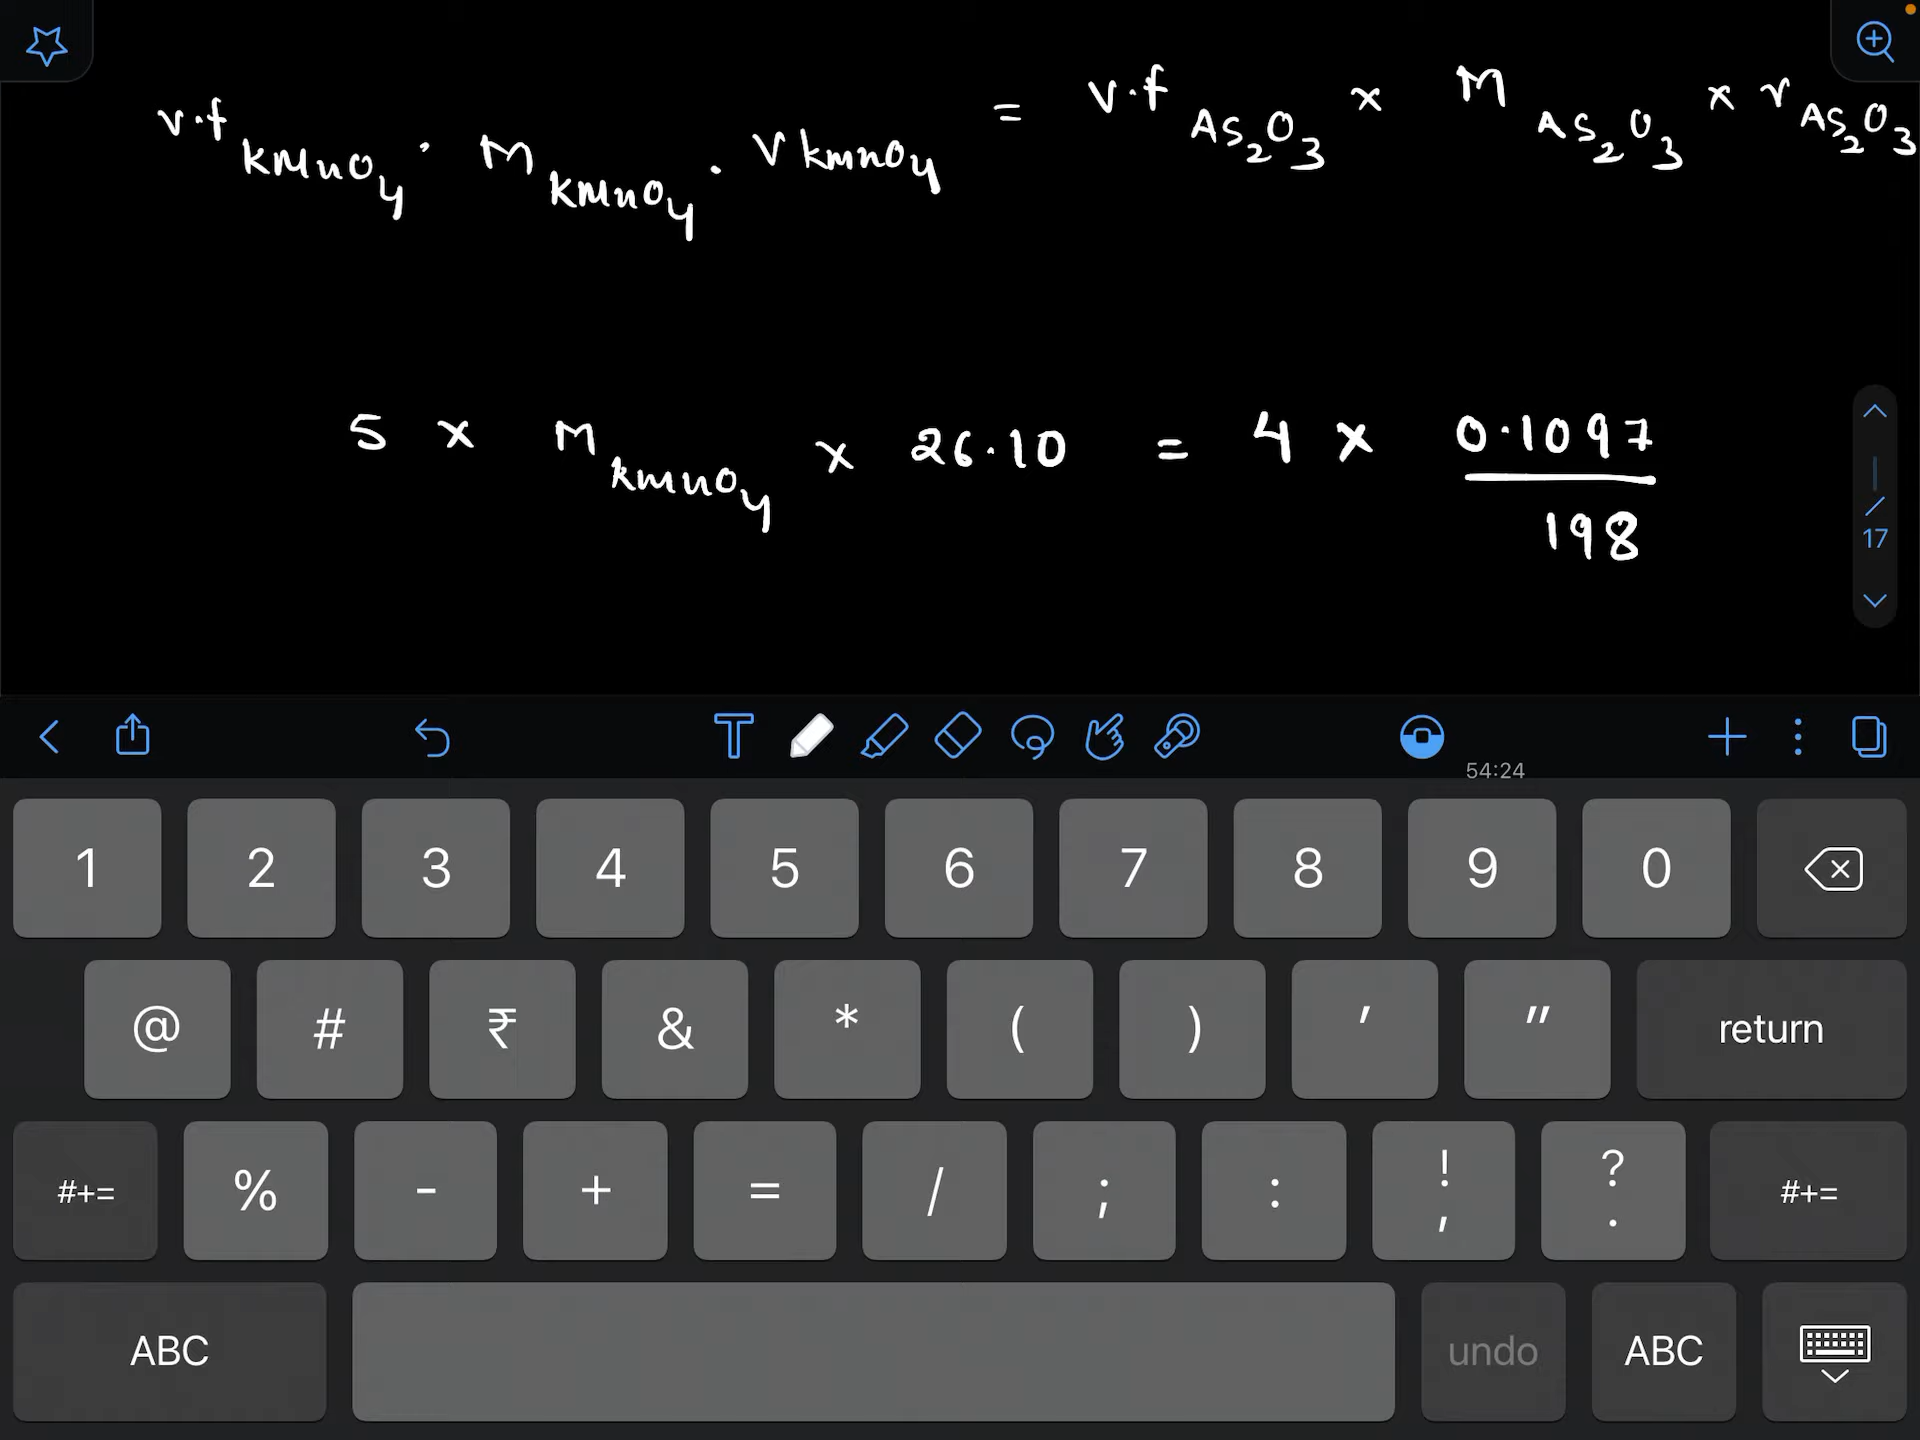 v.f KMnO4 . M KMnO4 . V kmnO4 = v.f AS2O3 x M AS2O3 x v AS2O3
5 x M kmnO4 x 26.10 = 4 x 0.1097
198
/
17
T
54:24
1 2 3 4 5 6 7 8 9 0
@ # ₹ & * ( ) ' " return
#+= % - + = / ; : ! , ? . #+=
ABC undo ABC